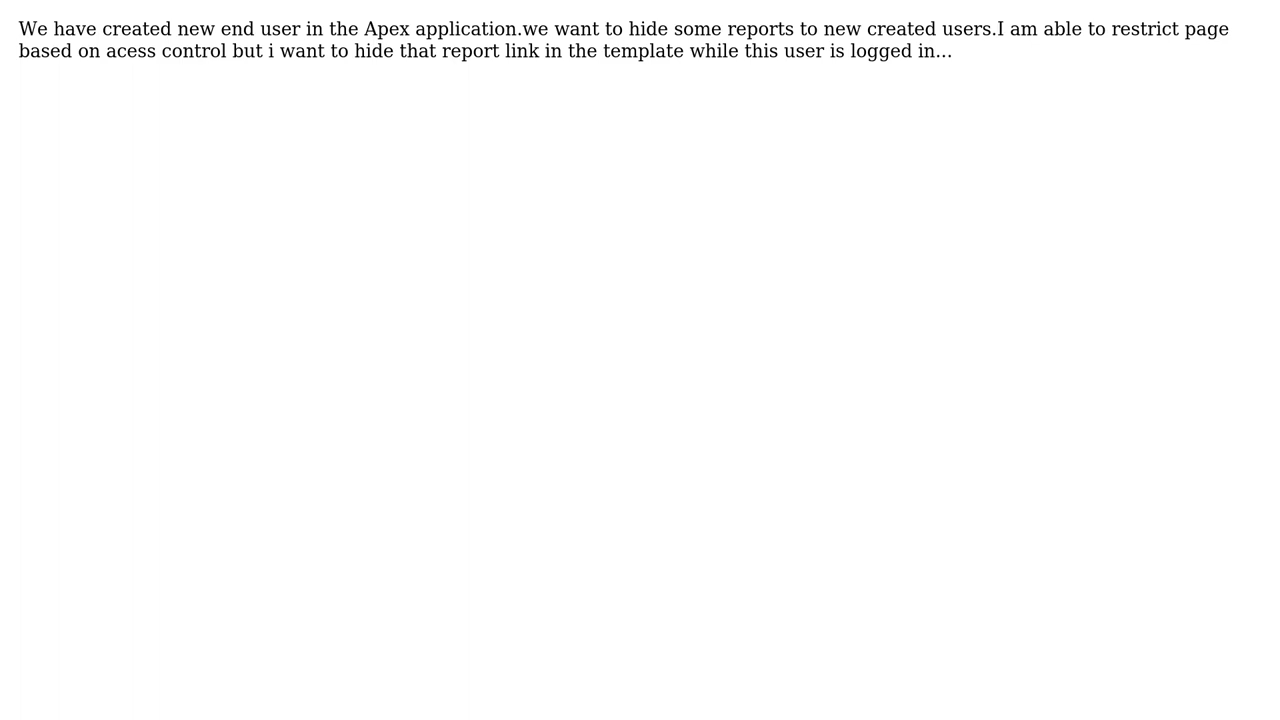 We have created new end user in the Apex application.we want to hide some reports to new created users.I am able to restrict page
based on acess control but i want to hide that report link in the template while this user is logged in...